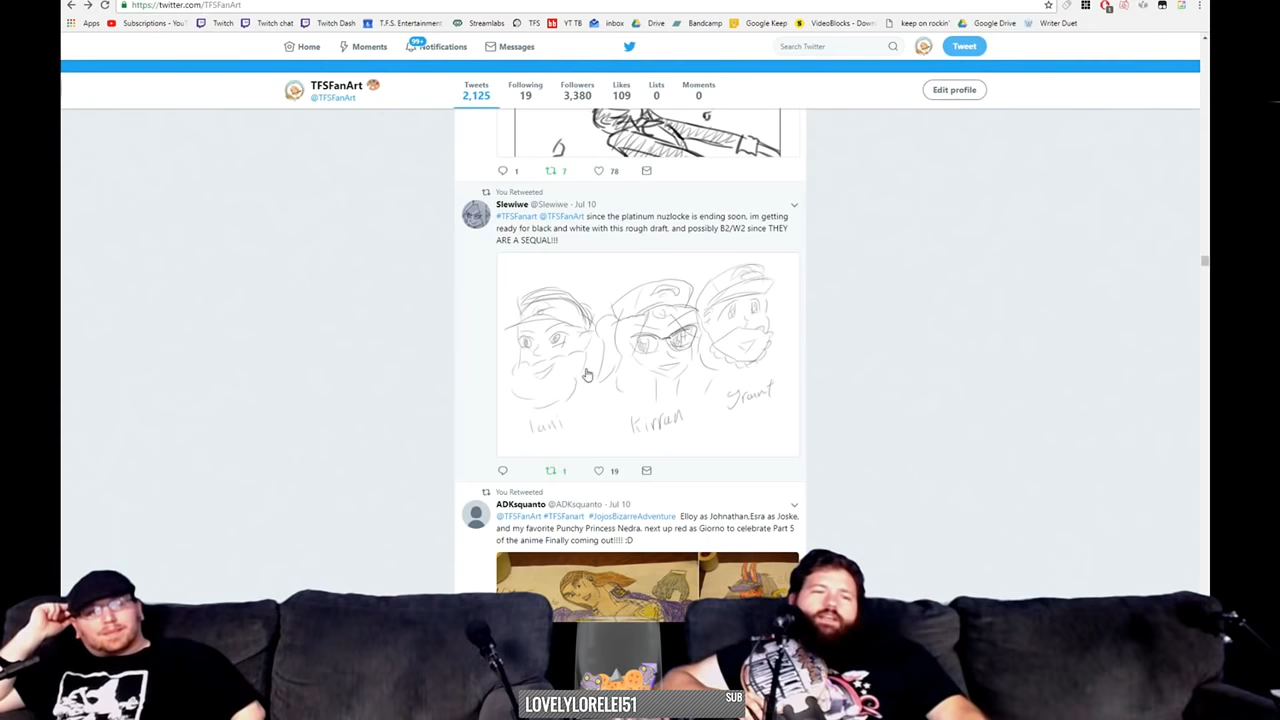 https://twitter.com/TFSFanArt
Apps Subscriptions - You Twitch Twitch chat Twitch Dash T.F.S. Entertainment Streamlabs TFS YT TB inbox Drive Bandcamp Google Keep VideoBlocks - Down keep on rockin' Google Drive Writer Duet
Home Moments 99+ Notifications Messages Search Twitter Tweet
TFSFanArt
@TFSFanArt
Tweets Following Followers Likes Lists Moments
2,125 19 3,380 109 0 0
Edit profile
1 7 78
You Retweeted
Slewiwe @Slewiwe · Jul 10
#TFSFanart @TFSFanArt since the platinum nuzlocke is ending soon, im getting
ready for black and white with this rough draft, and possibly B2/W2 since THEY
ARE A SEQUAL!!!
lani Kirran grant
1 19
You Retweeted
ADKsquanto @ADKsquanto · Jul 10
@TFSFanArt #TFSFanart #JojosBizarreAdventure Elloy as Johnathan,Esra as Joske,
and my favorite Punchy Princess Nedra, next up red as Giorno to celebrate Part 5
of the anime Finally coming out!!!! :D
LOVELYLORELEI51 SUB